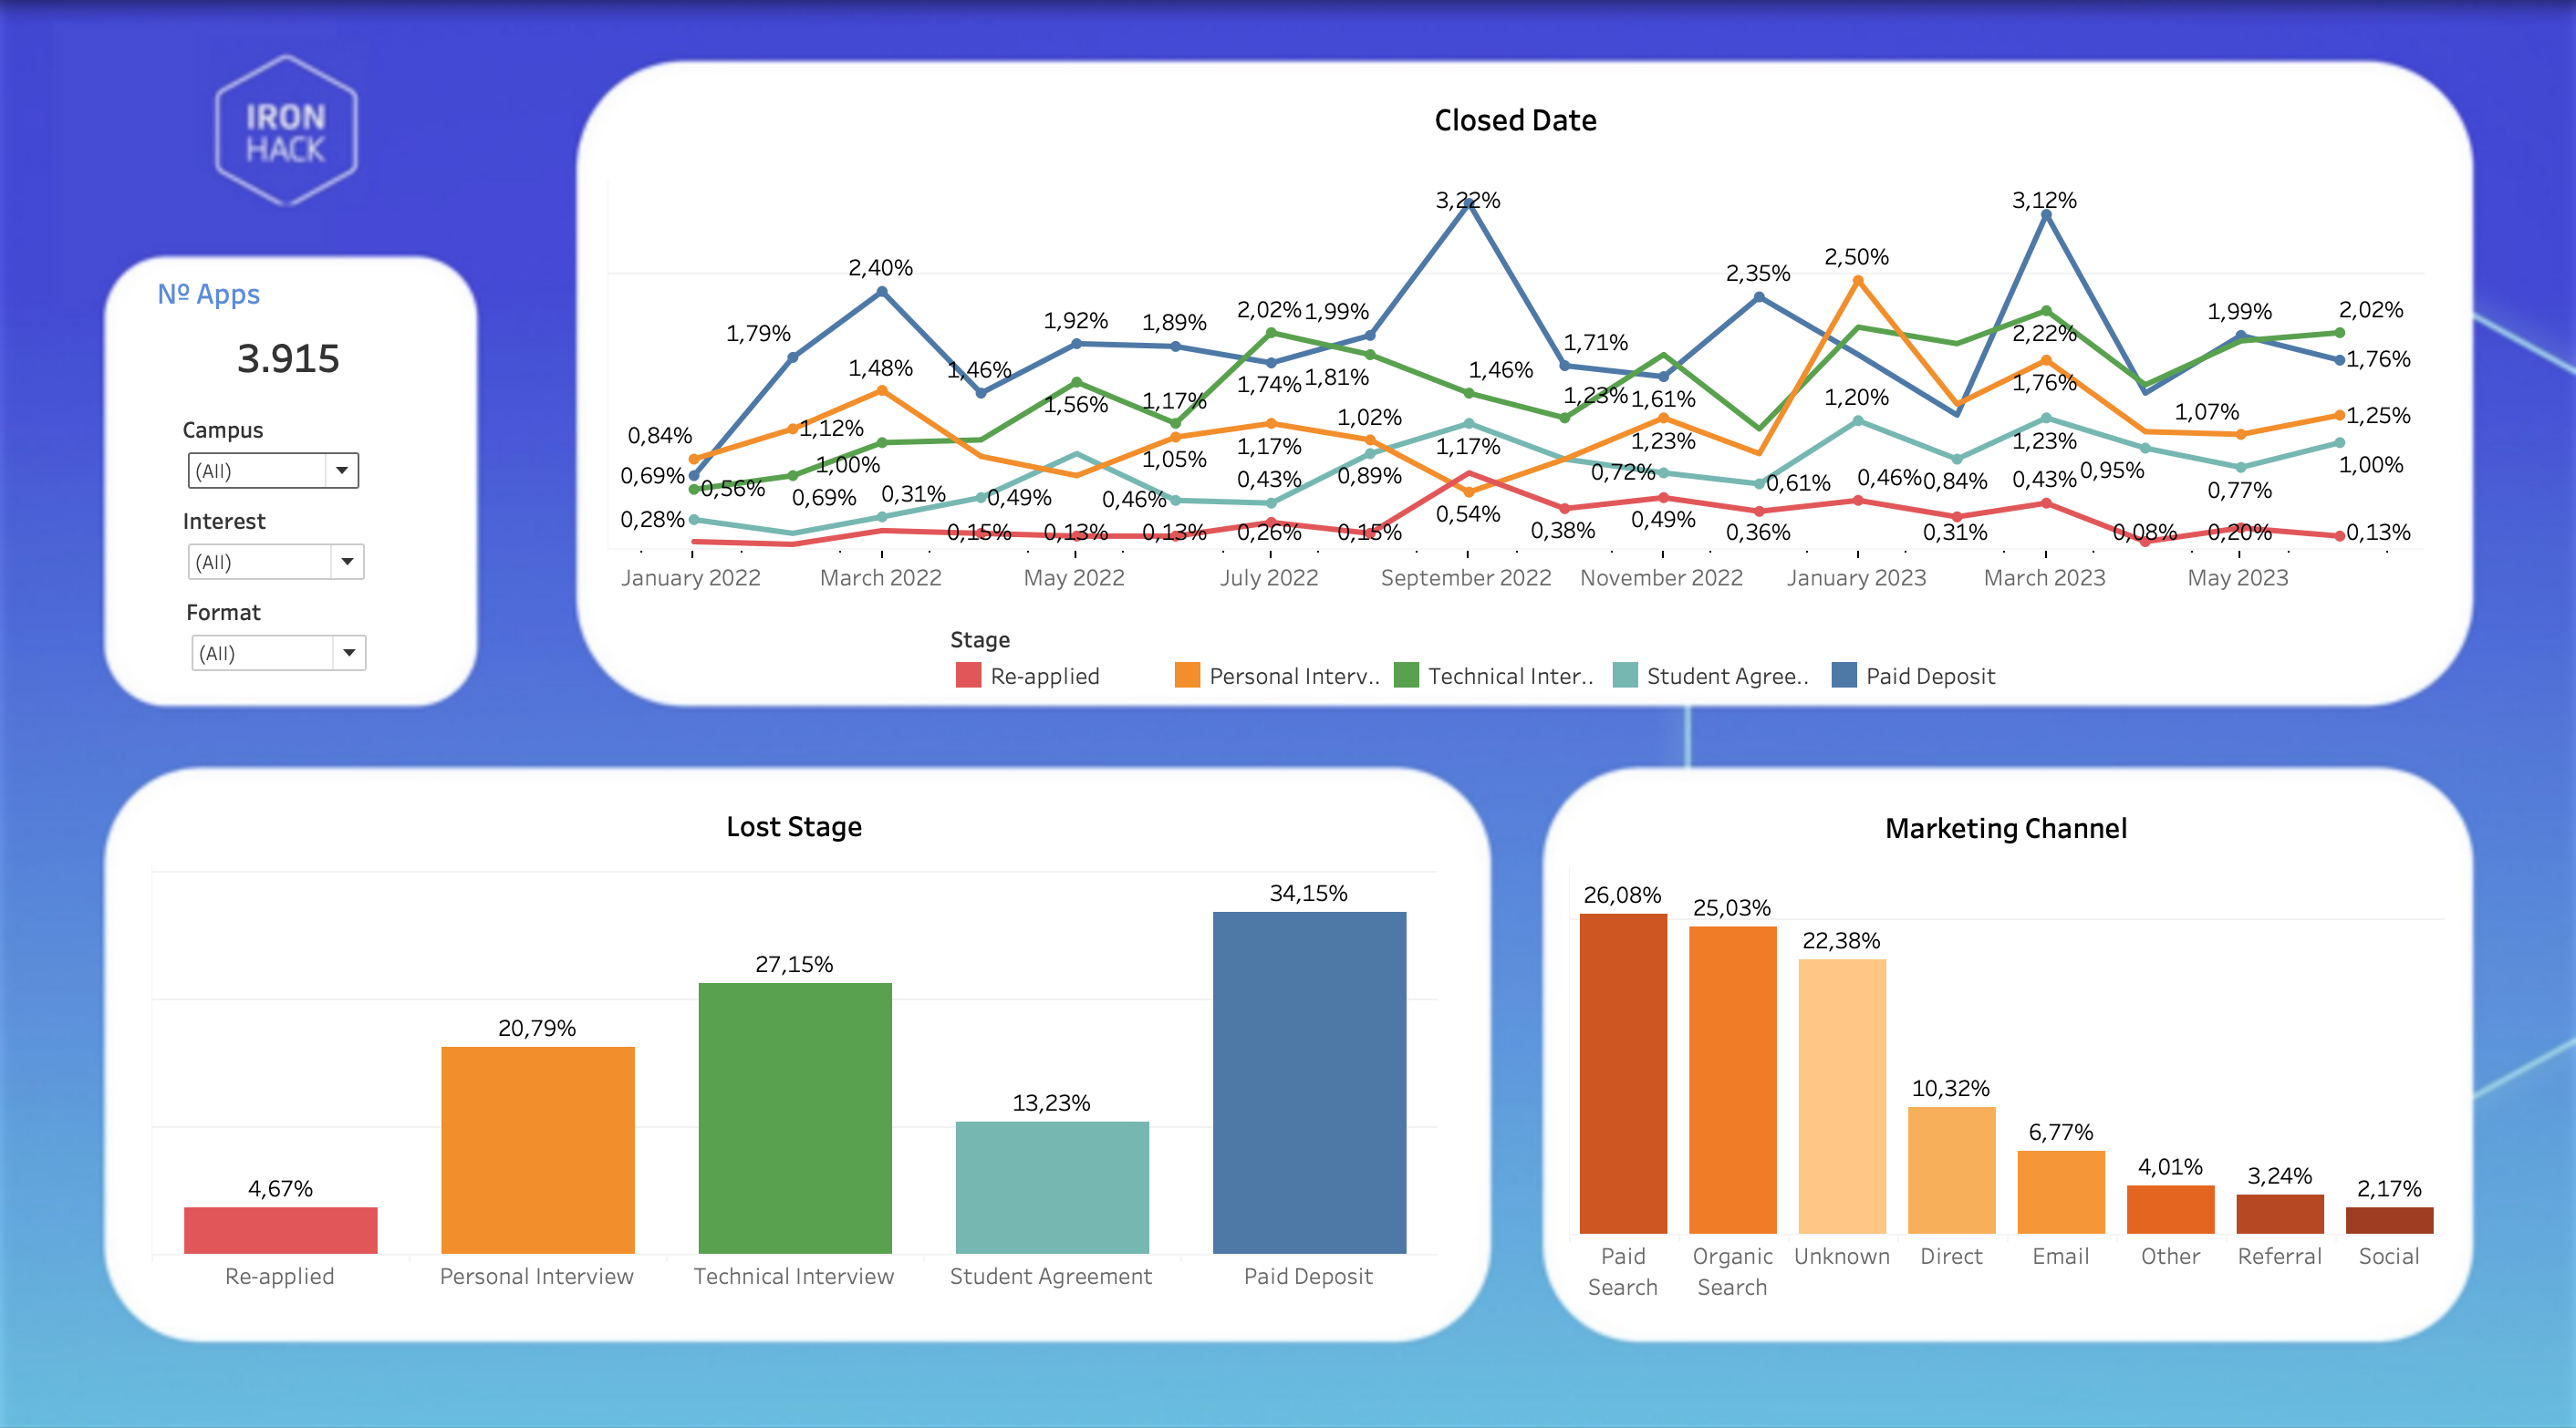 IRON
HACK
Nº Apps
3.915
Campus
(All)
Interest
(All)
Format
(All)
Closed Date
3,22%
3,12%
2,40%
2,35%
2,50%
1,79%
1,92%
1,89%
2,02%
1,99%
1,71%
2,22%
1,99%
2,02%
1,48%
1,46%
1,74%
1,81%
1,46%
1,76%
1,76%
0,84%
1,12%
1,56%
1,17%
1,02%
1,23%
1,61%
1,20%
1,07%
1,25%
0,69%
0,56%
1,00%
1,05%
1,17%
1,17%
1,23%
1,23%
1,00%
0,28%
0,69%
0,31%
0,49%
0,46%
0,43%
0,89%
0,72%
0,61%
0,46%
0,84%
0,43%
0,95%
0,77%
0,15%
0,13%
0,13%
0,26%
0,15%
0,54%
0,38%
0,49%
0,36%
0,31%
0,08%
0,20%
0,13%
January 2022
March 2022
May 2022
July 2022
September 2022
November 2022
January 2023
March 2023
May 2023
Stage
Re-applied
Personal Interv..
Technical Inter..
Student Agree..
Paid Deposit
Lost Stage
4,67%
20,79%
27,15%
13,23%
34,15%
Re-applied
Personal Interview
Technical Interview
Student Agreement
Paid Deposit
Marketing Channel
26,08%
25,03%
22,38%
10,32%
6,77%
4,01%
3,24%
2,17%
Paid
Search
Organic
Search
Unknown
Direct
Email
Other
Referral
Social